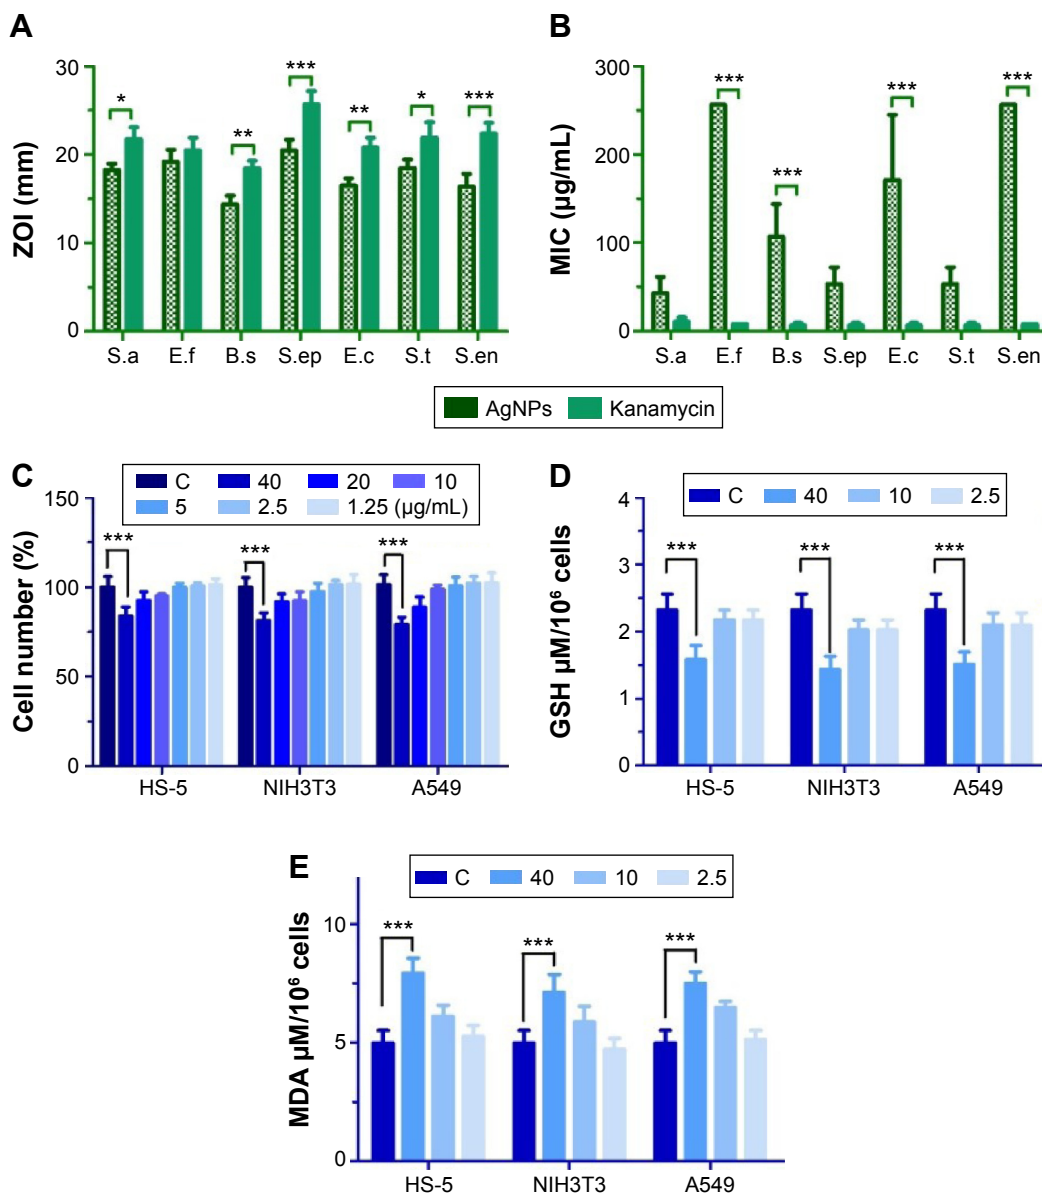 A
ZOI (mm)
30
20
10
0
* ** *** ** * ***
S.a E.f B.s S.ep E.c S.t S.en
B
MIC (µg/mL)
300
200
100
0
*** *** *** ***
S.a E.f B.s S.ep E.c S.t S.en
AgNPs Kanamycin
C
C 40 20 10
5 2.5 1.25 (µg/mL)
Cell number (%)
150
100
50
0
*** *** ***
HS-5 NIH3T3 A549
D
C 40 10 2.5
GSH µM/10⁶ cells
4
3
2
1
0
*** *** ***
HS-5 NIH3T3 A549
E
C 40 10 2.5
MDA µM/10⁶ cells
10
5
0
*** *** ***
HS-5 NIH3T3 A549